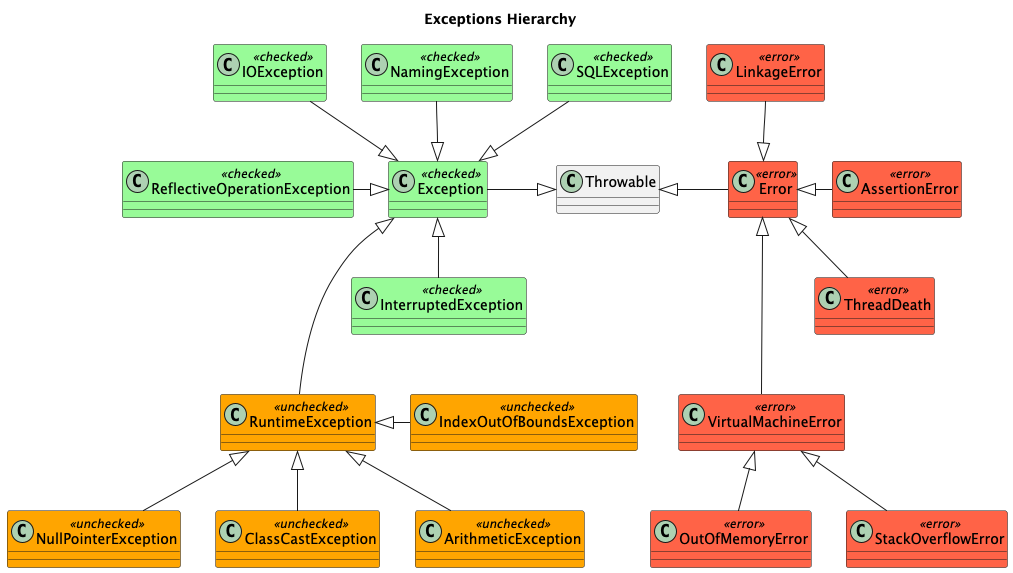 Exceptions Hierarchy
«checked»
C IOException
«checked»
C NamingException
«checked»
C SQLException
«error»
C LinkageError
«checked»
C ReflectiveOperationException
«checked»
C Exception
C Throwable
«error»
C Error
«error»
C AssertionError
«checked»
C InterruptedException
«error»
C ThreadDeath
«unchecked»
C RuntimeException
«unchecked»
C IndexOutOfBoundsException
«error»
C VirtualMachineError
«unchecked»
C NullPointerException
«unchecked»
C ClassCastException
«unchecked»
C ArithmeticException
«error»
C OutOfMemoryError
«error»
C StackOverflowError